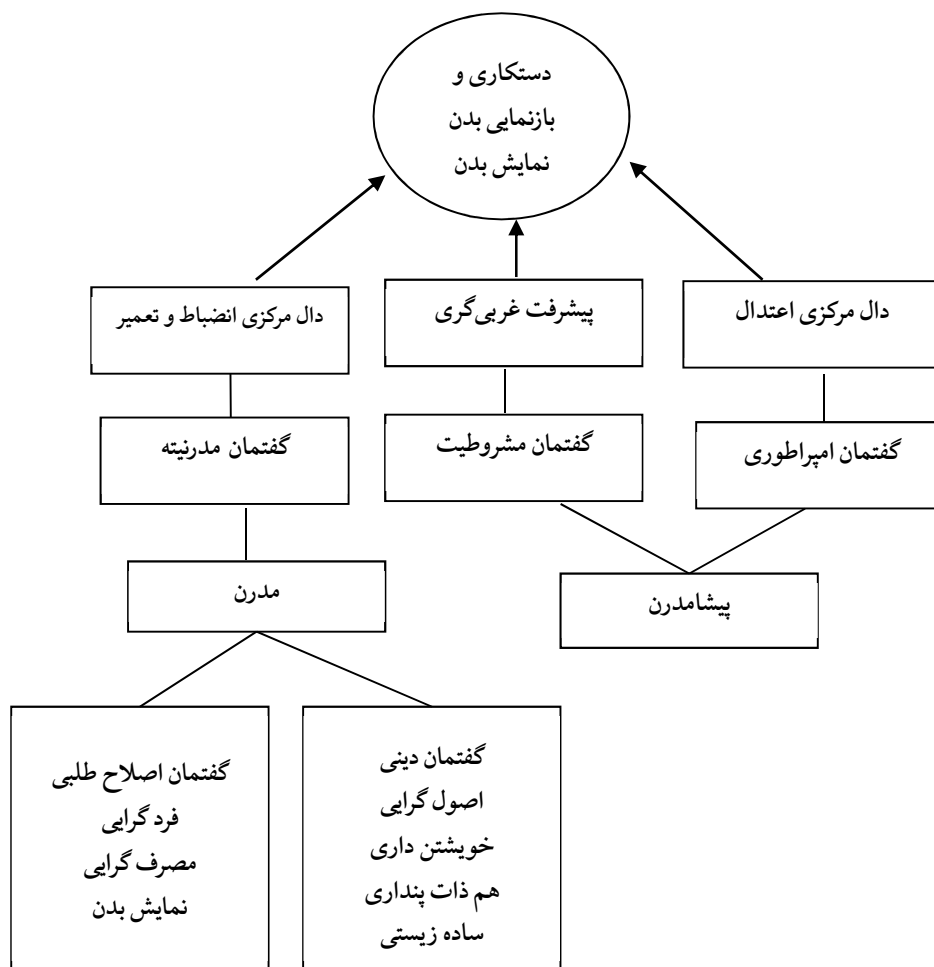 دستکاری و
بازنمایی بدن
نمایش بدن
دال مرکزی اعتدال
پیشرفت غربی‌گری
دال مرکزی انضباط و تعمیر
گفتمان امپراطوری
گفتمان مشروطیت
گفتمان مدرنیته
پیشامدرن
مدرن
گفتمان دینی
اصول گرایی
خویشتن داری
هم ذات پنداری
ساده زیستی
گفتمان اصلاح طلبی
فرد گرایی
مصرف گرایی
نمایش بدن